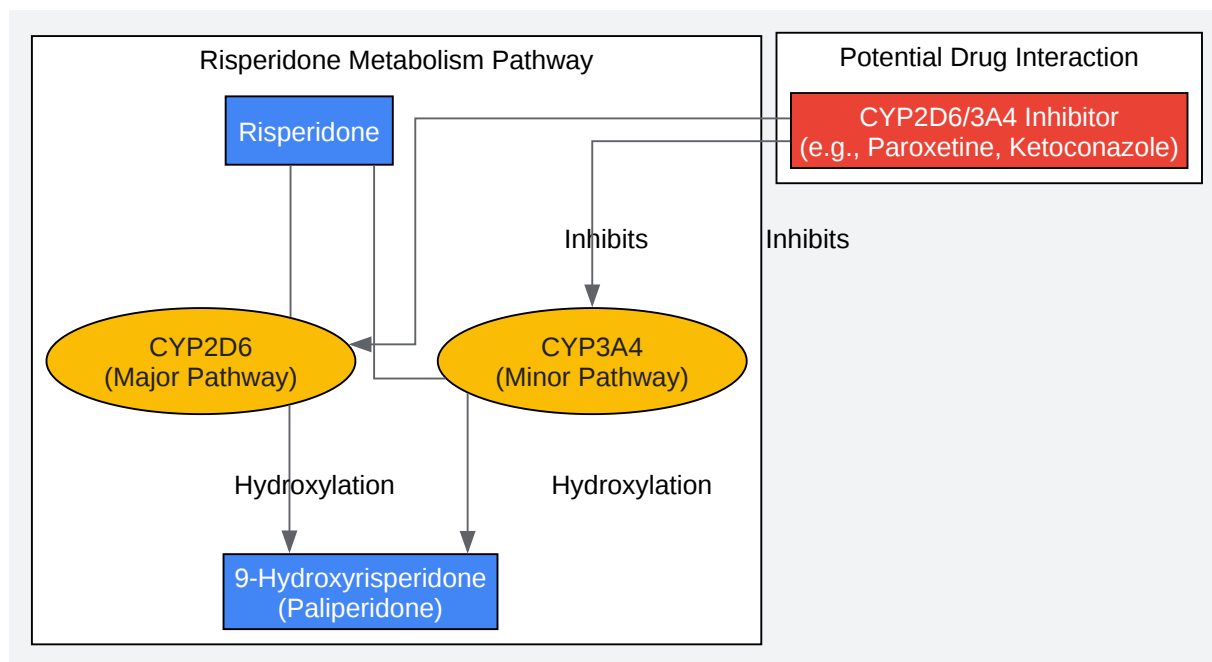 Risperidone Metabolism Pathway
Potential Drug Interaction
Risperidone
CYP2D6/3A4 Inhibitor
(e.g., Paroxetine, Ketoconazole)
Inhibits
Inhibits
CYP2D6
(Major Pathway)
CYP3A4
(Minor Pathway)
Hydroxylation
Hydroxylation
9-Hydroxyrisperidone
(Paliperidone)